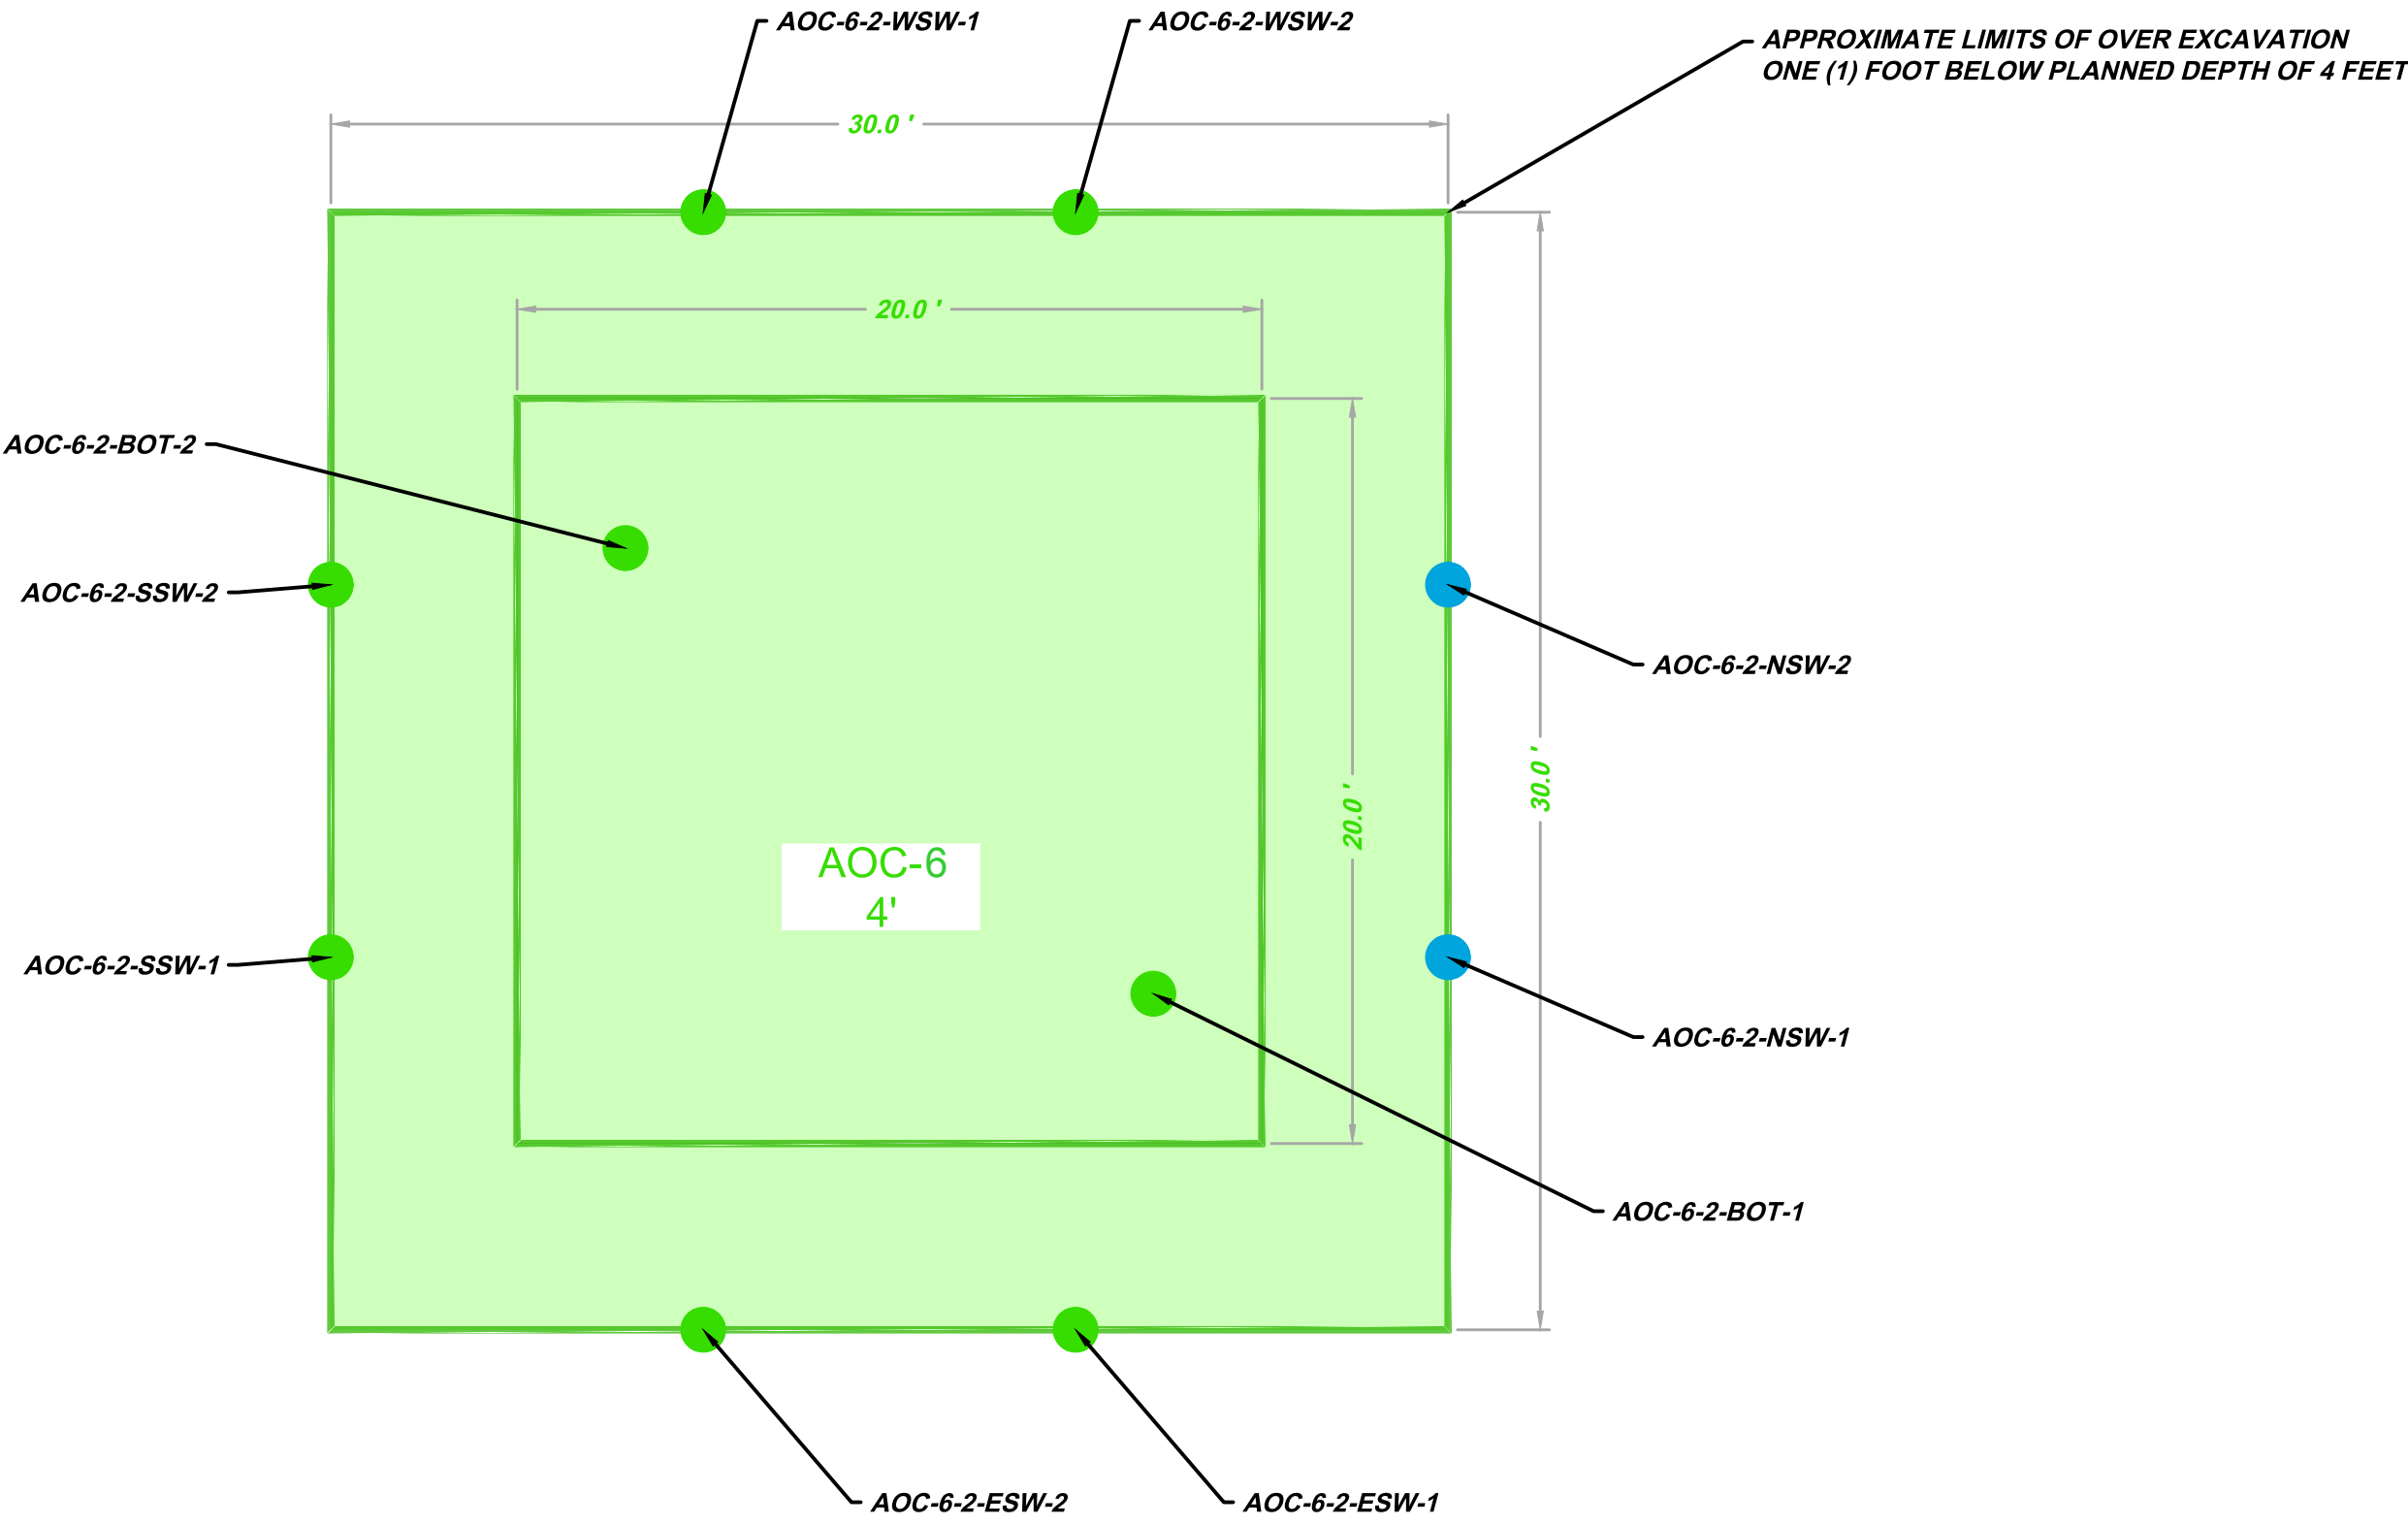 AOC-6-2-WSW-1
AOC-6-2-WSW-2
APPROXIMATE LIMITS OF OVER EXCAVATION
ONE (1) FOOT BELOW PLANNED DEPTH OF 4 FEET
30.0 '
20.0 '
AOC-6-2-BOT-2
AOC-6-2-SSW-2
AOC-6-2-NSW-2
30.0 '
20.0 '
AOC-6
4'
AOC-6-2-SSW-1
AOC-6-2-NSW-1
AOC-6-2-BOT-1
AOC-6-2-ESW-2
AOC-6-2-ESW-1